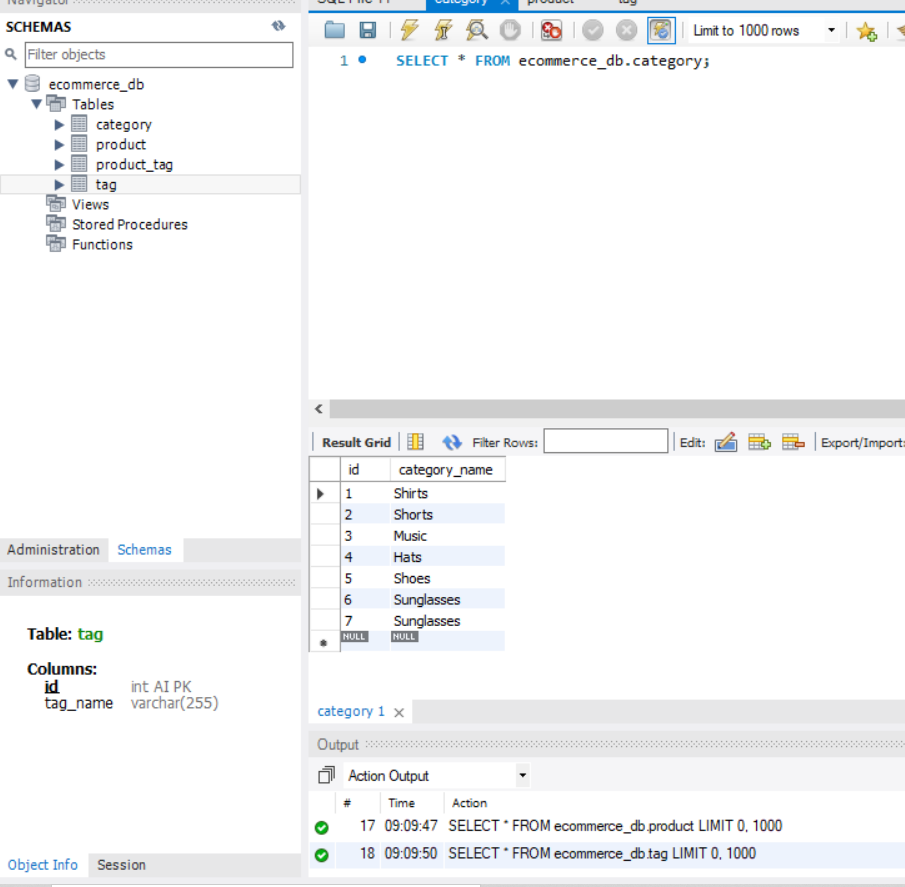 Navigator
SQL File 11 category × product tag
SCHEMAS
Limit to 1000 rows
Filter objects
1 SELECT * FROM ecommerce_db.category;
ecommerce_db
Tables
category
product
product_tag
tag
Views
Stored Procedures
Functions
Result Grid Filter Rows: Edit: Export/Import:
id category_name
1 Shirts
2 Shorts
3 Music
4 Hats
5 Shoes
6 Sunglasses
7 Sunglasses
NULL NULL
Administration Schemas
Information
Table: tag
Columns:
id int AI PK
tag_name varchar(255)
category 1 ×
Output
Action Output
# Time Action
17 09:09:47 SELECT * FROM ecommerce_db.product LIMIT 0, 1000
18 09:09:50 SELECT * FROM ecommerce_db.tag LIMIT 0, 1000
Object Info Session